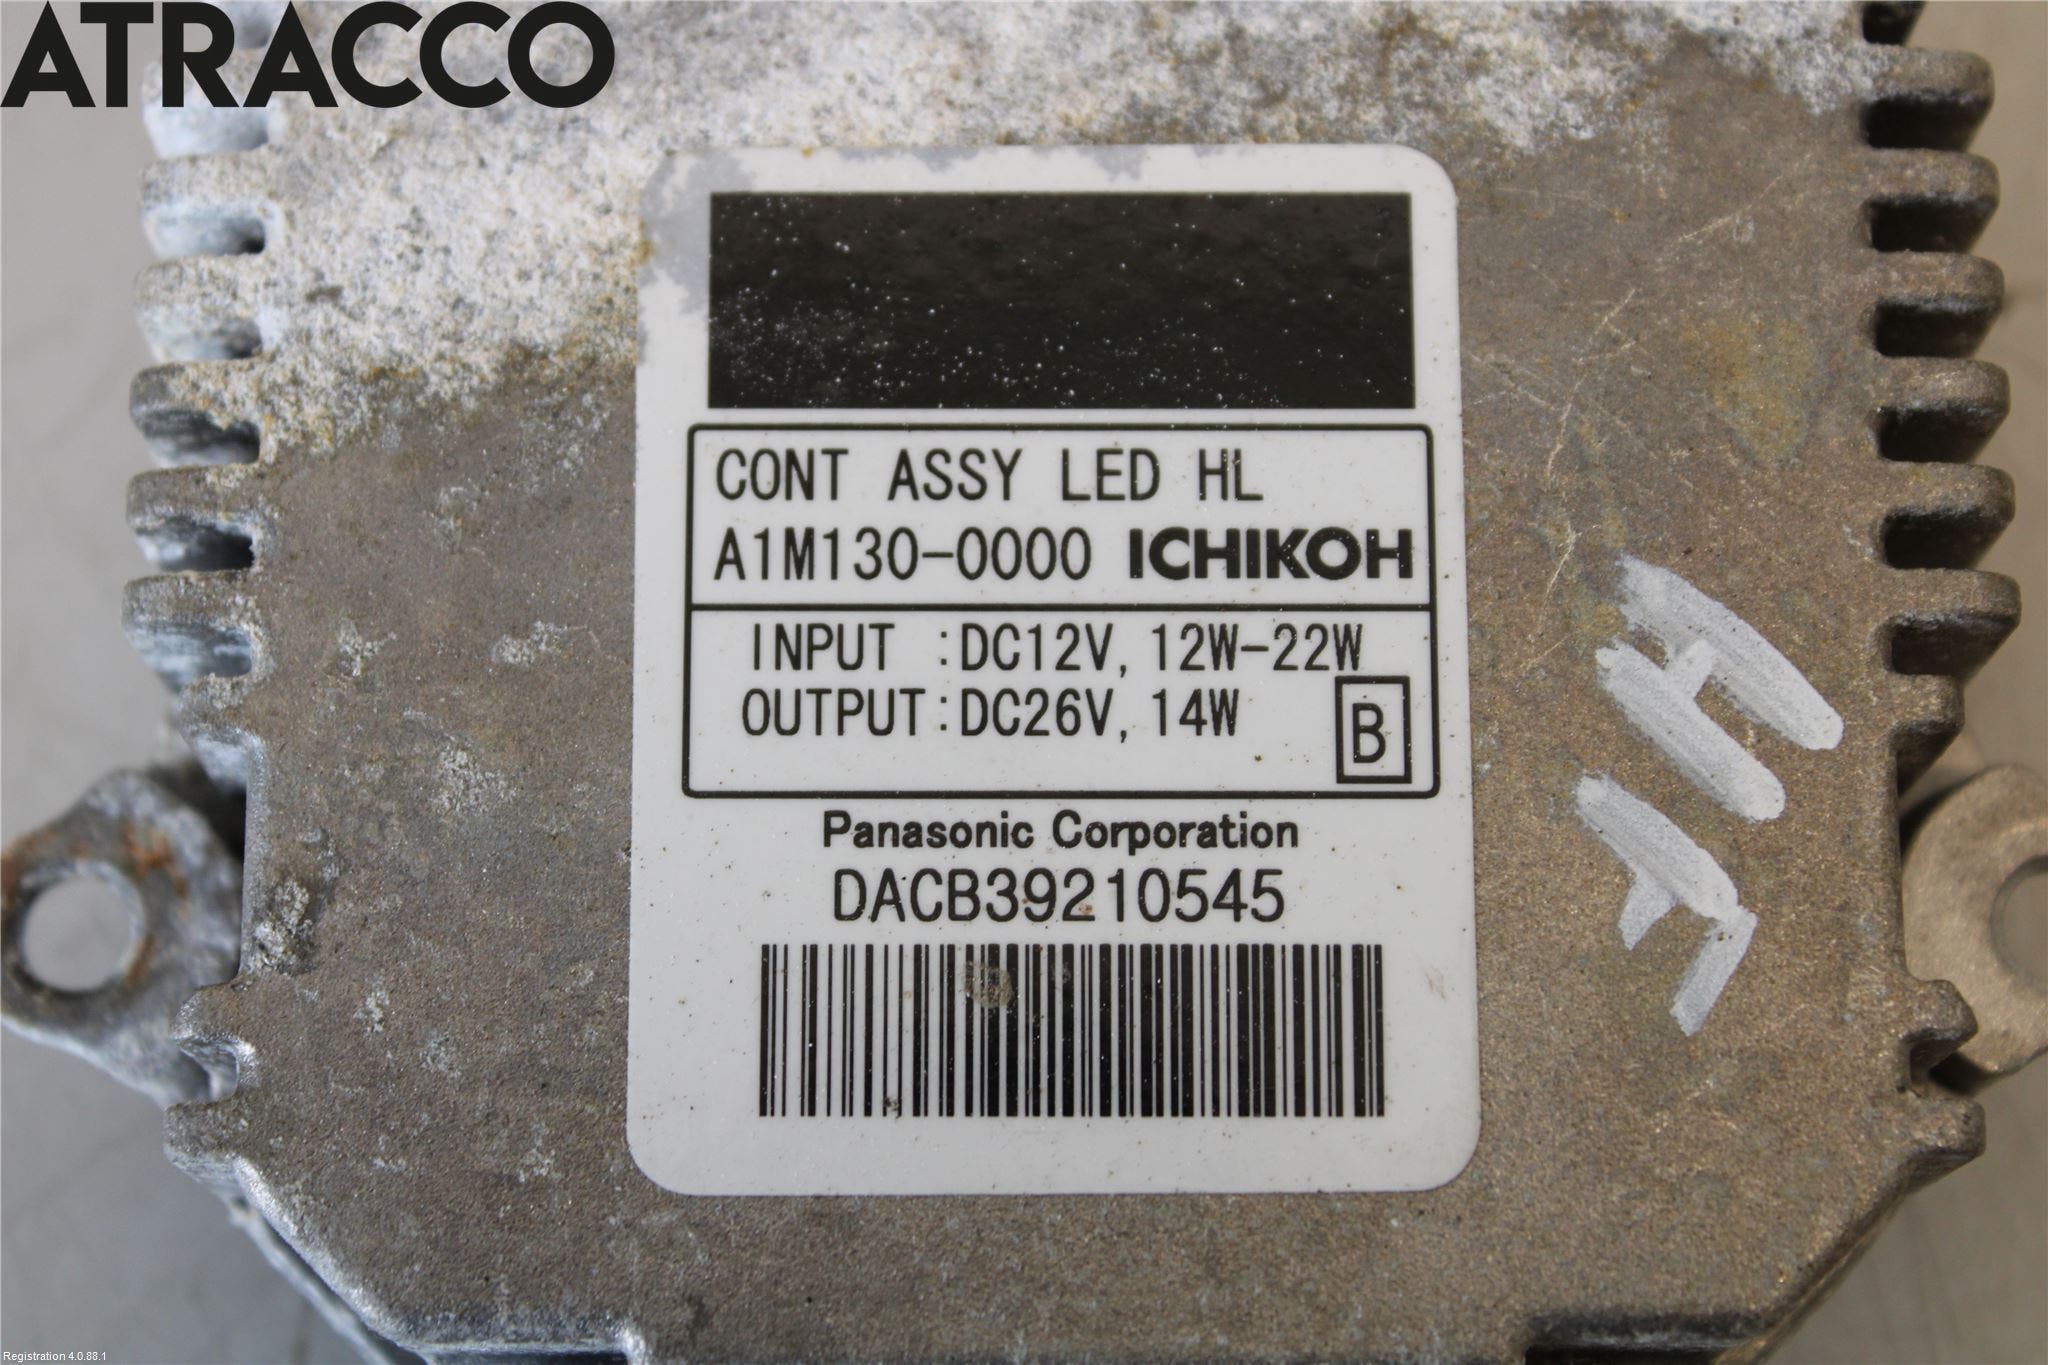 ATRACCO
CONT ASSY LED HL
A1M130-0000 ICHIKOH
INPUT :DC12V, 12W-22W
OUTPUT:DC26V, 14W
B
Panasonic Corporation
DACB39210545
HF
Registration 4.0.88.1